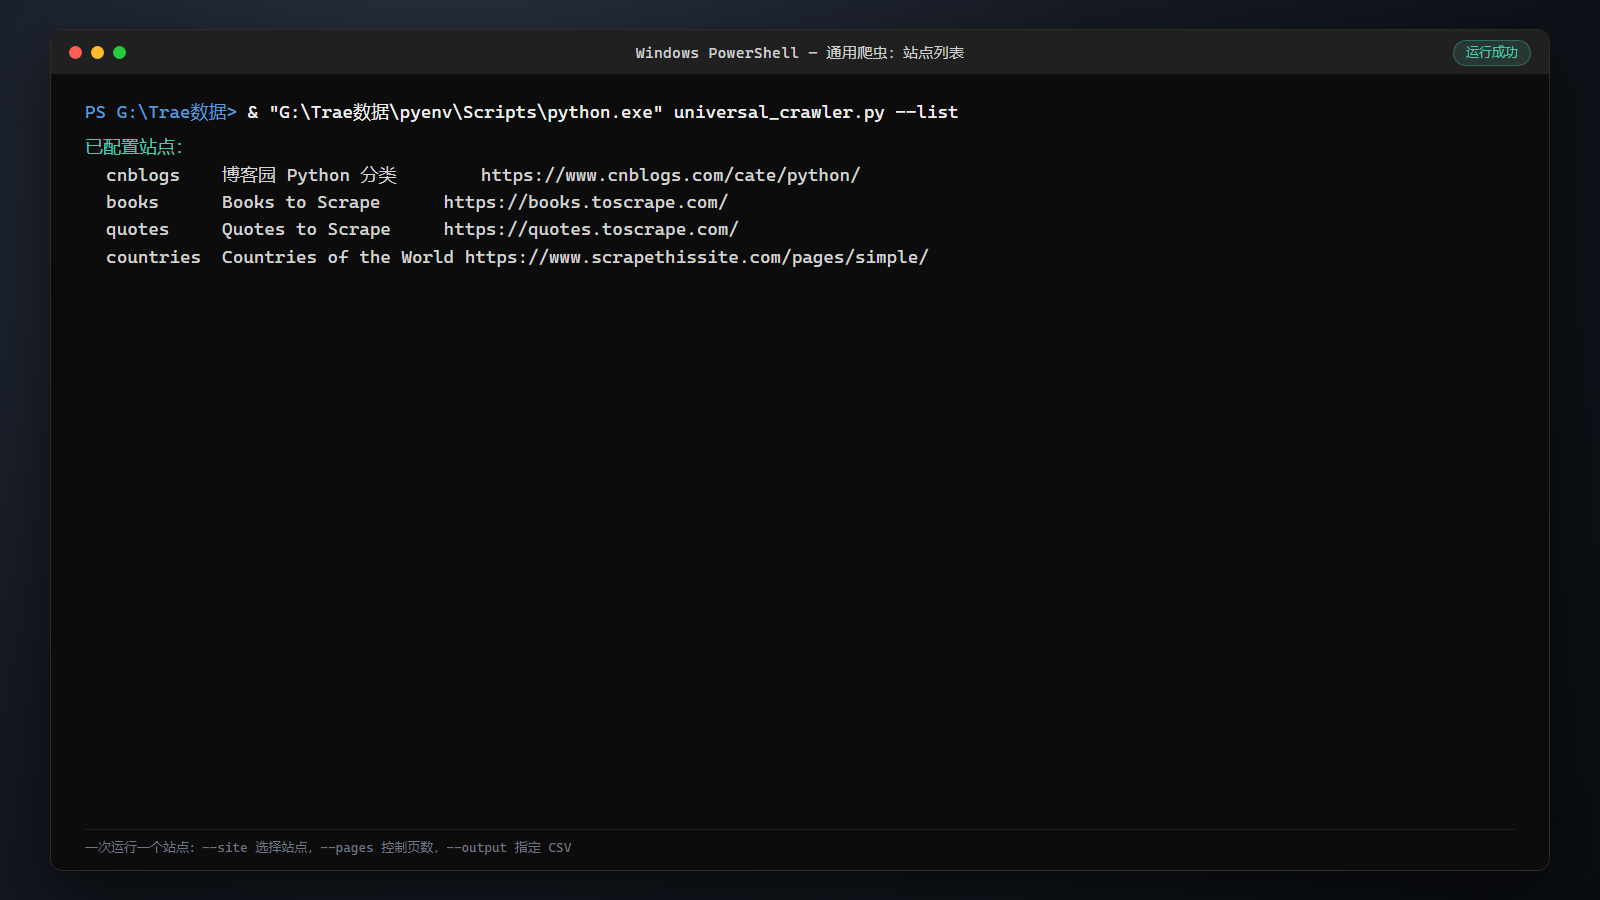 Windows PowerShell — 通用爬虫：站点列表
运行成功
PS G:\Trae数据> & "G:\Trae数据\pyenv\Scripts\python.exe" universal_crawler.py --list
已配置站点：
cnblogs 博客园 Python 分类 https://www.cnblogs.com/cate/python/
books Books to Scrape https://books.toscrape.com/
quotes Quotes to Scrape https://quotes.toscrape.com/
countries Countries of the World https://www.scrapethissite.com/pages/simple/
一次运行一个站点：--site 选择站点，--pages 控制页数，--output 指定 CSV